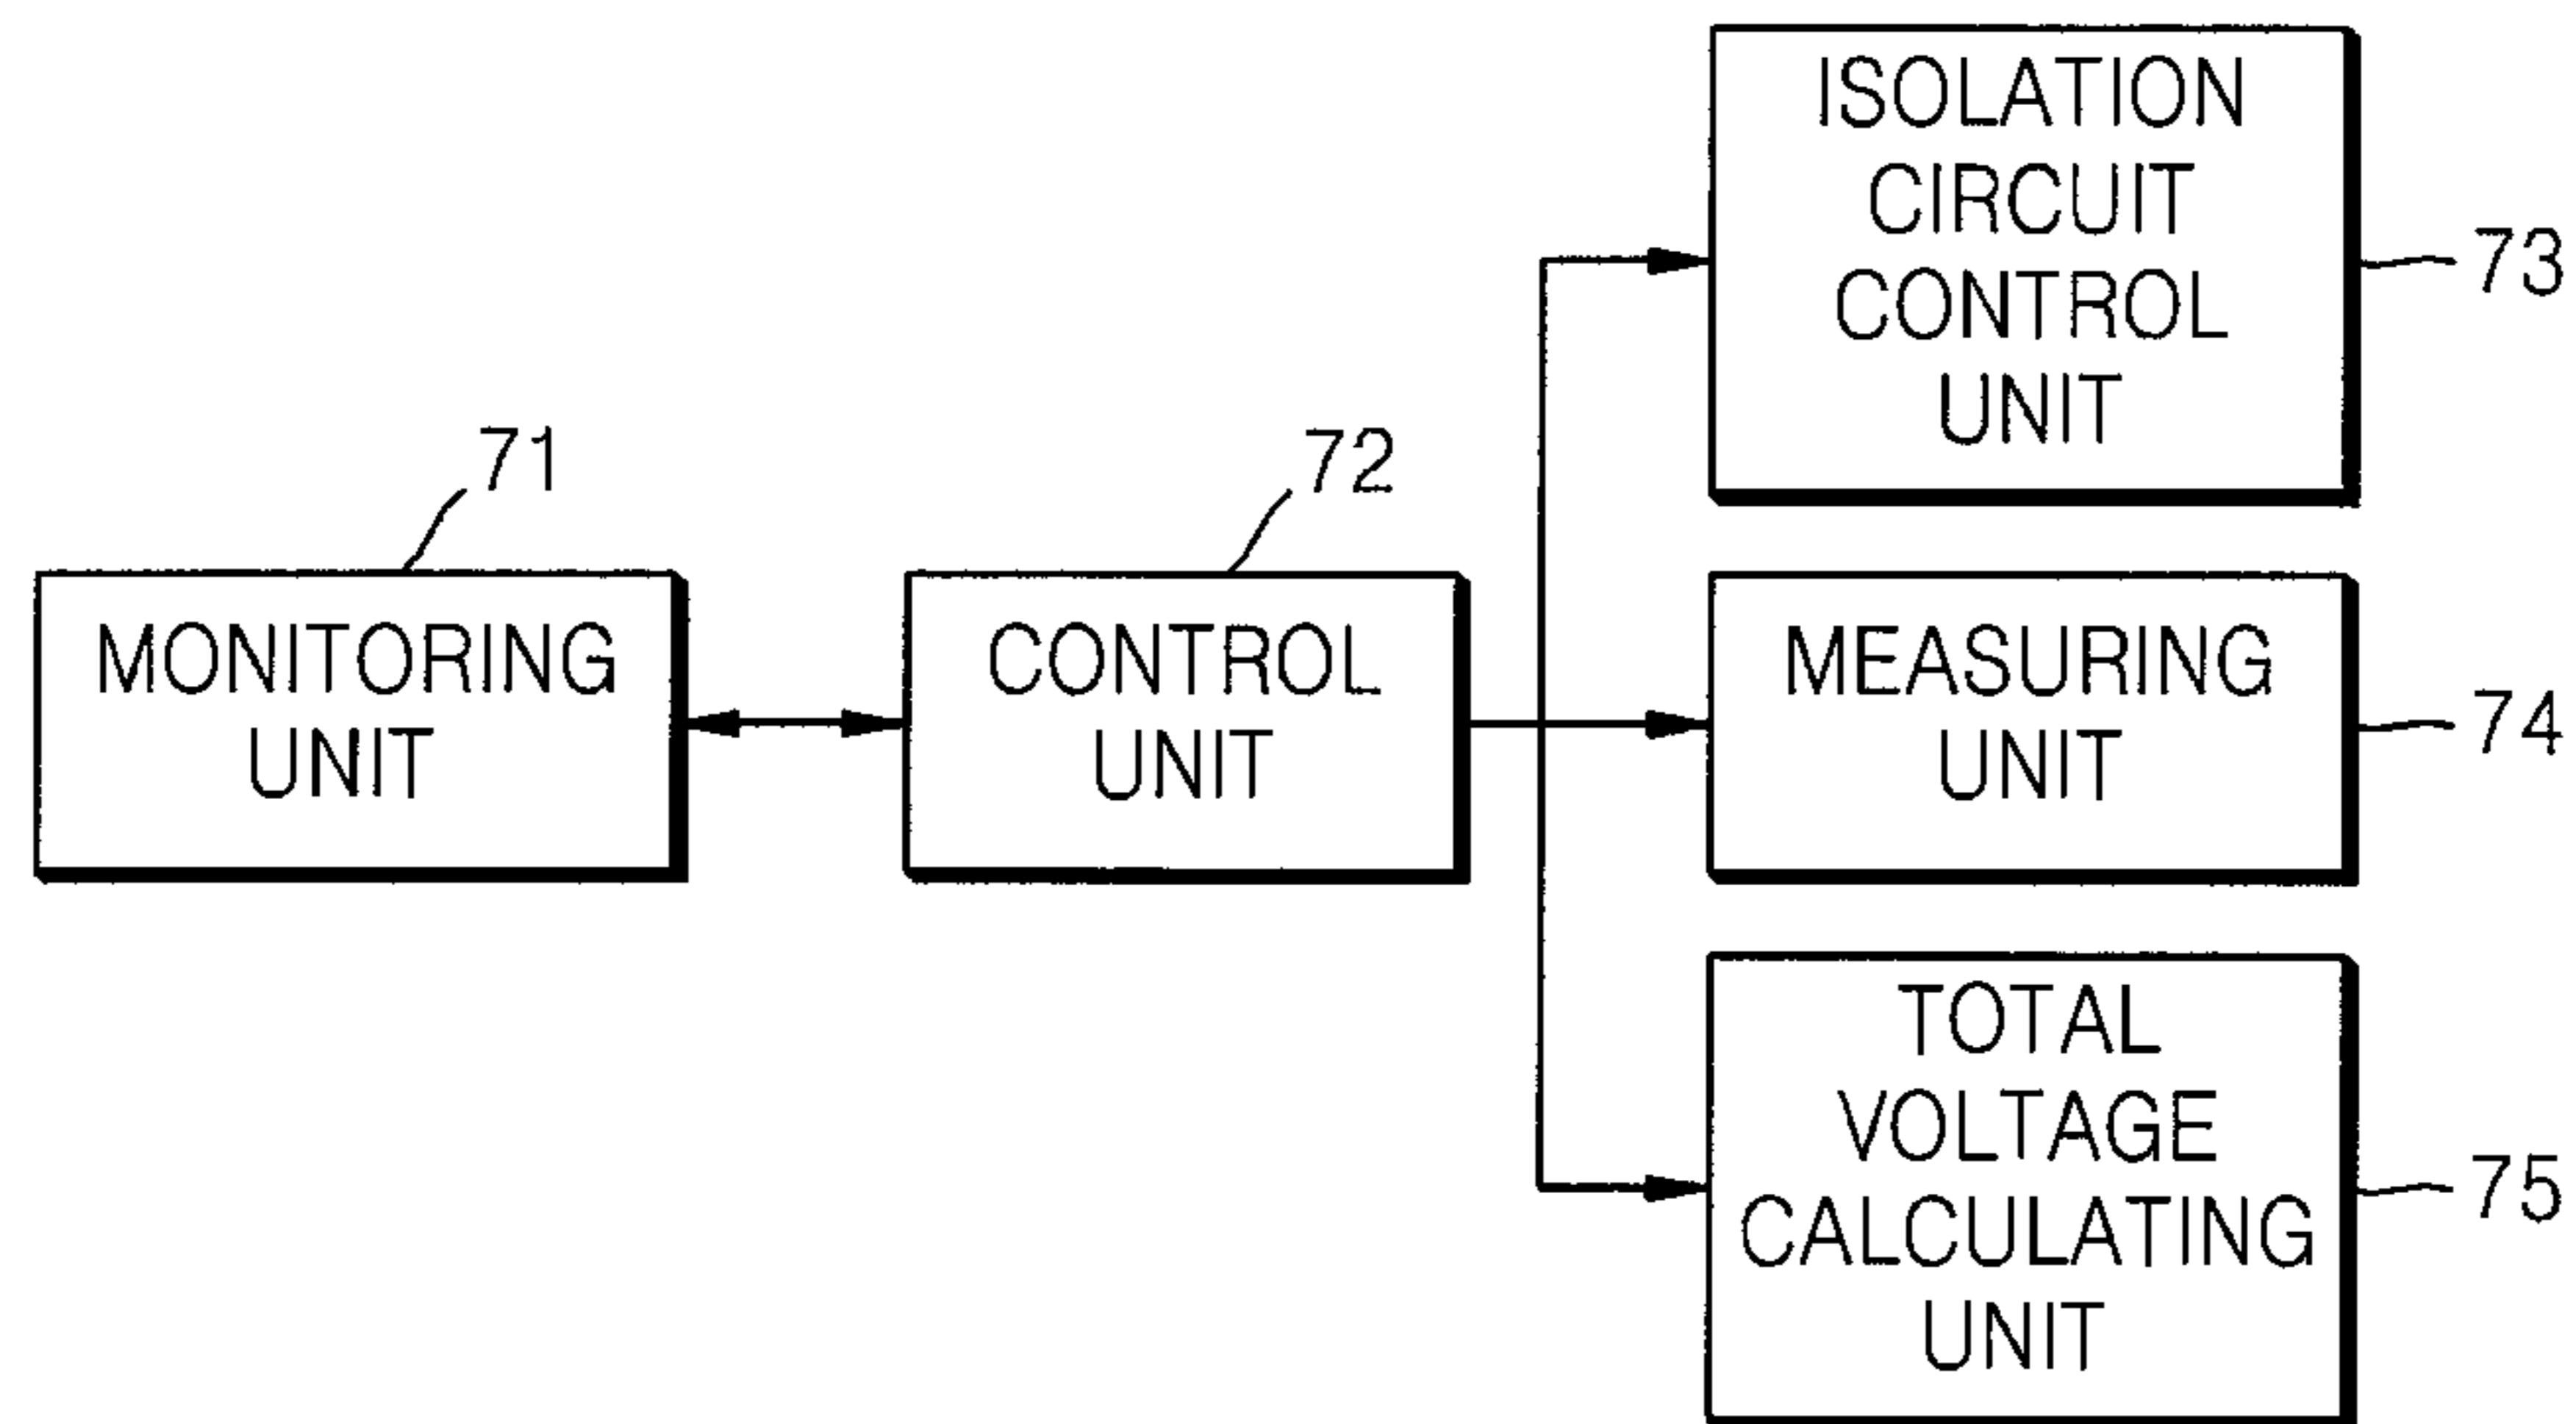 71
MONITORING
UNIT
72
CONTROL
UNIT
ISOLATION
CIRCUIT
CONTROL
UNIT
73
MEASURING
UNIT
74
TOTAL
VOLTAGE
CALCULATING
UNIT
75